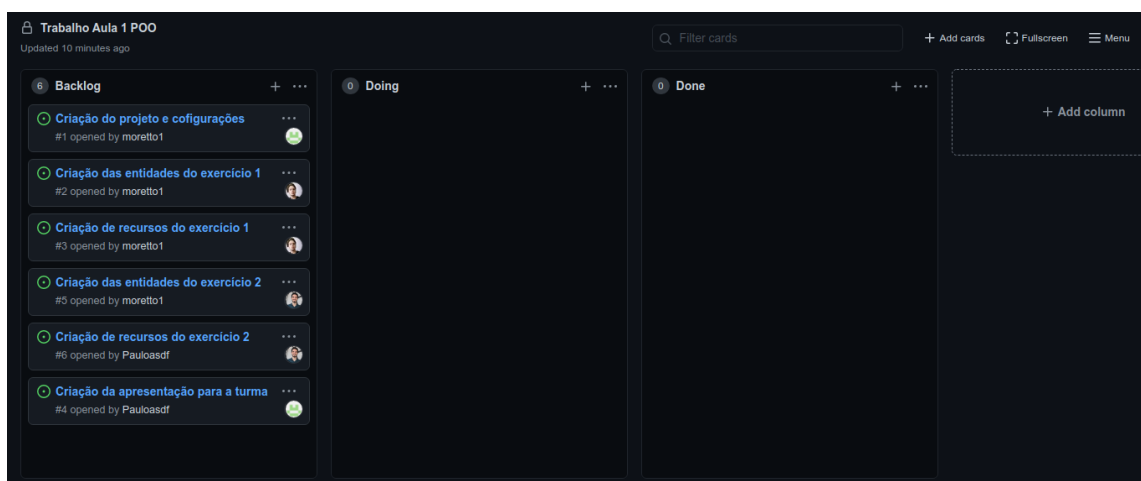 Trabalho Aula 1 POO
Updated 10 minutes ago
Filter cards
Add cards
Fullscreen
Menu
6 Backlog
Criação do projeto e cofigurações
#1 opened by moretto1
Criação das entidades do exercício 1
#2 opened by moretto1
Criação de recursos do exercício 1
#3 opened by moretto1
Criação das entidades do exercício 2
#5 opened by moretto1
Criação de recursos do exercício 2
#6 opened by Pauloasdf
Criação da apresentação para a turma
#4 opened by Pauloasdf
0 Doing
0 Done
+ Add column